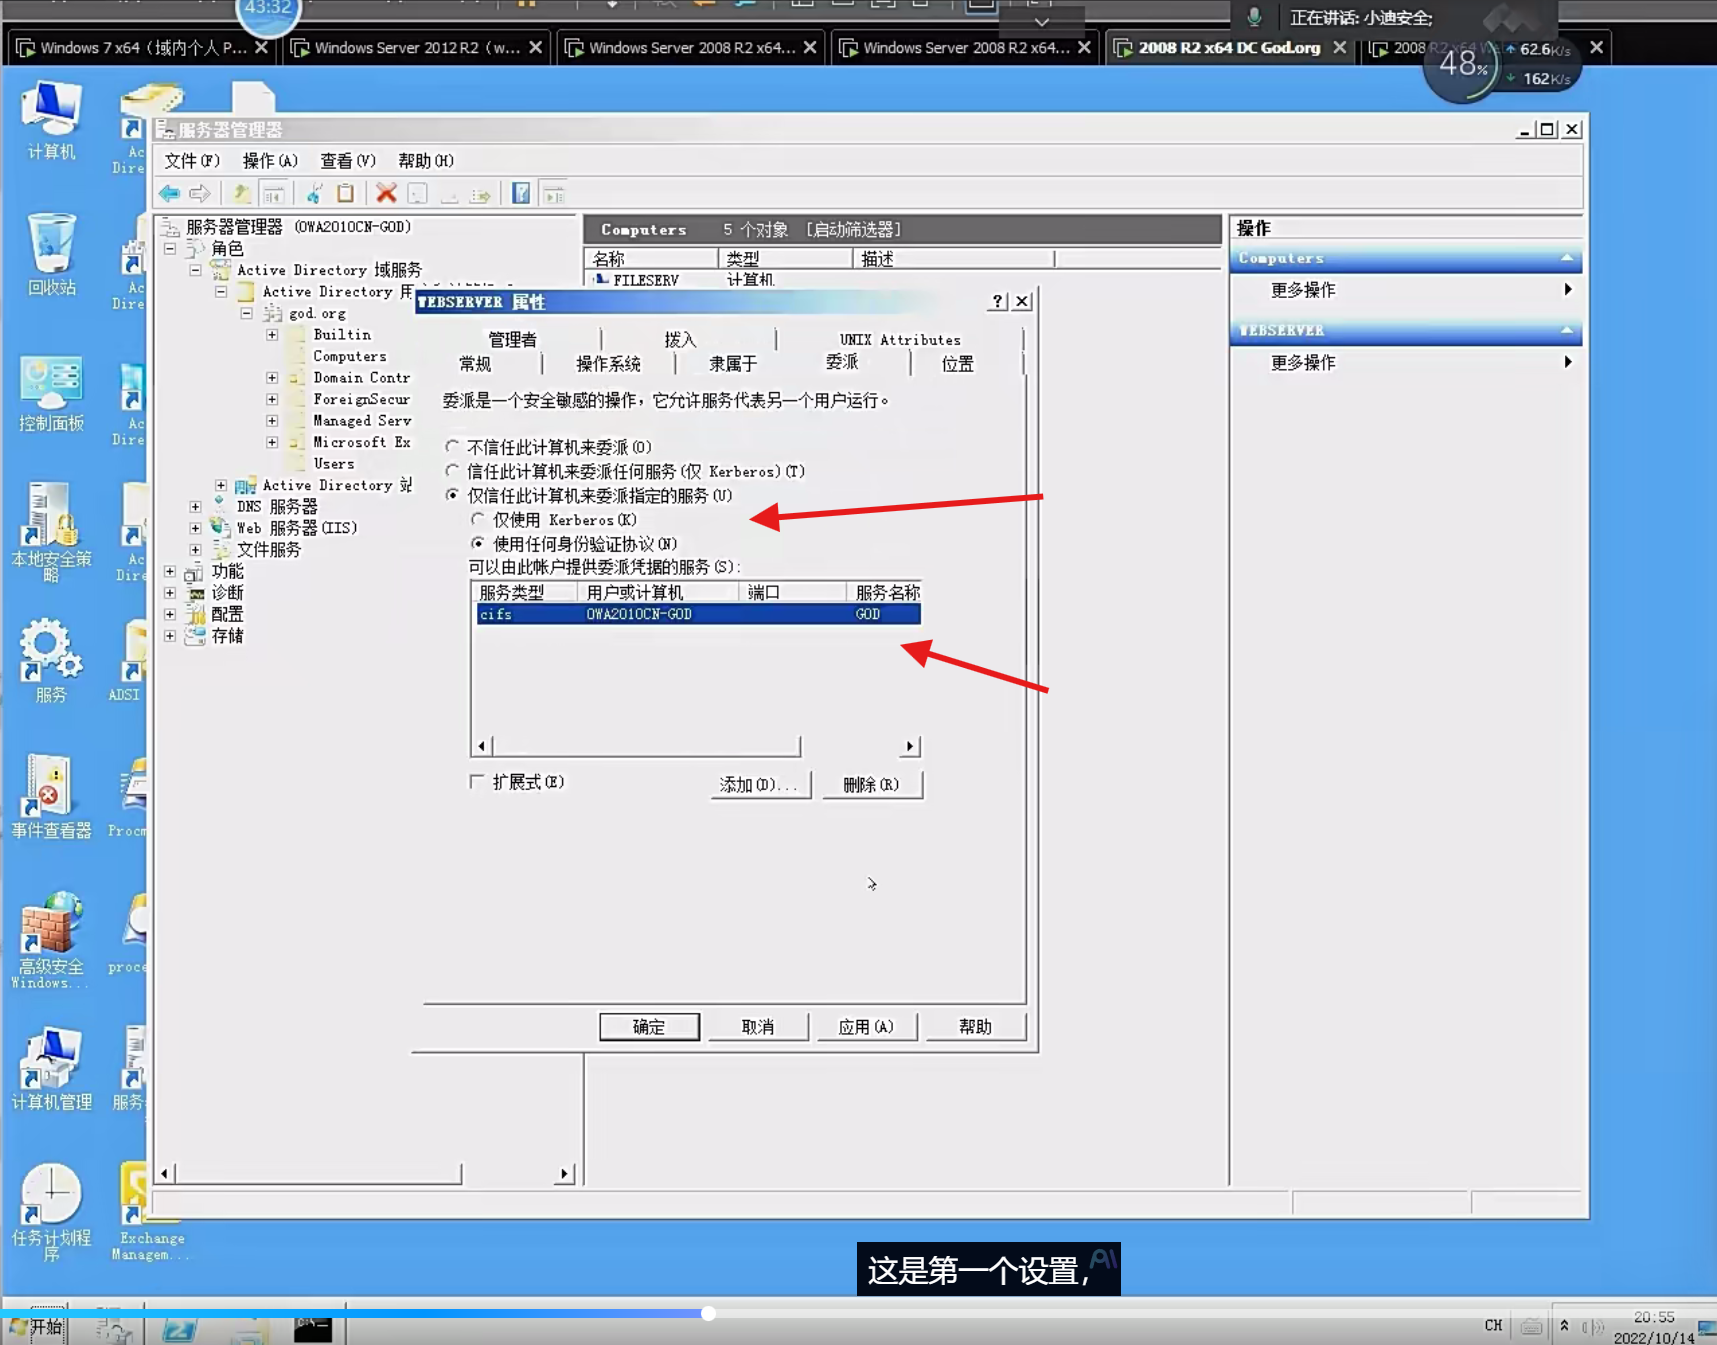 43:32
正在讲话: 小迪安全;
Windows 7 x64（域内个人 P...
Windows Server 2012 R2（w...
Windows Server 2008 R2 x64...
Windows Server 2008 R2 x64...
2008 R2 x64 DC God.org
2008 R2 x64 We
62.6K/s
48%
162K/s
计算机
回收站
控制面板
本地安全策
略
服务
ADSI
事件查看器
Procm
高级安全
Windows...
proce
计算机管理
服务
任务计划程
序
Exchange
Managem...
Ac
Dire
Ac
Dire
Ac
Dire
Ac
Dire
服务器管理器
文件(F)
操作(A)
查看(V)
帮助(H)
服务器管理器 (OWA2010CN-GOD)
角色
Active Directory 域服务
Active Directory 用
god.org
Builtin
Computers
Domain Contr
ForeignSecur
Managed Serv
Microsoft Ex
Users
Active Directory 站
DNS 服务器
Web 服务器(IIS)
文件服务
功能
诊断
配置
存储
Computers 5 个对象 [启动筛选器]
名称 类型 描述
FILESERV 计算机
操作
Computers
更多操作
WEBSERVER
更多操作
WEBSERVER 属性
管理者 拨入 UNIX Attributes
常规 操作系统 隶属于 委派 位置
委派是一个安全敏感的操作，它允许服务代表另一个用户运行。
不信任此计算机来委派(O)
信任此计算机来委派任何服务(仅 Kerberos)(T)
仅信任此计算机来委派指定的服务(U)
仅使用 Kerberos(K)
使用任何身份验证协议(N)
可以由此帐户提供委派凭据的服务(S):
服务类型 用户或计算机 端口 服务名称
cifs OWA2010CN-GOD GOD
扩展式(E)
添加(D)...
删除(R)
确定
取消
应用(A)
帮助
这是第一个设置,
AI
开始
CH
20:55
2022/10/14